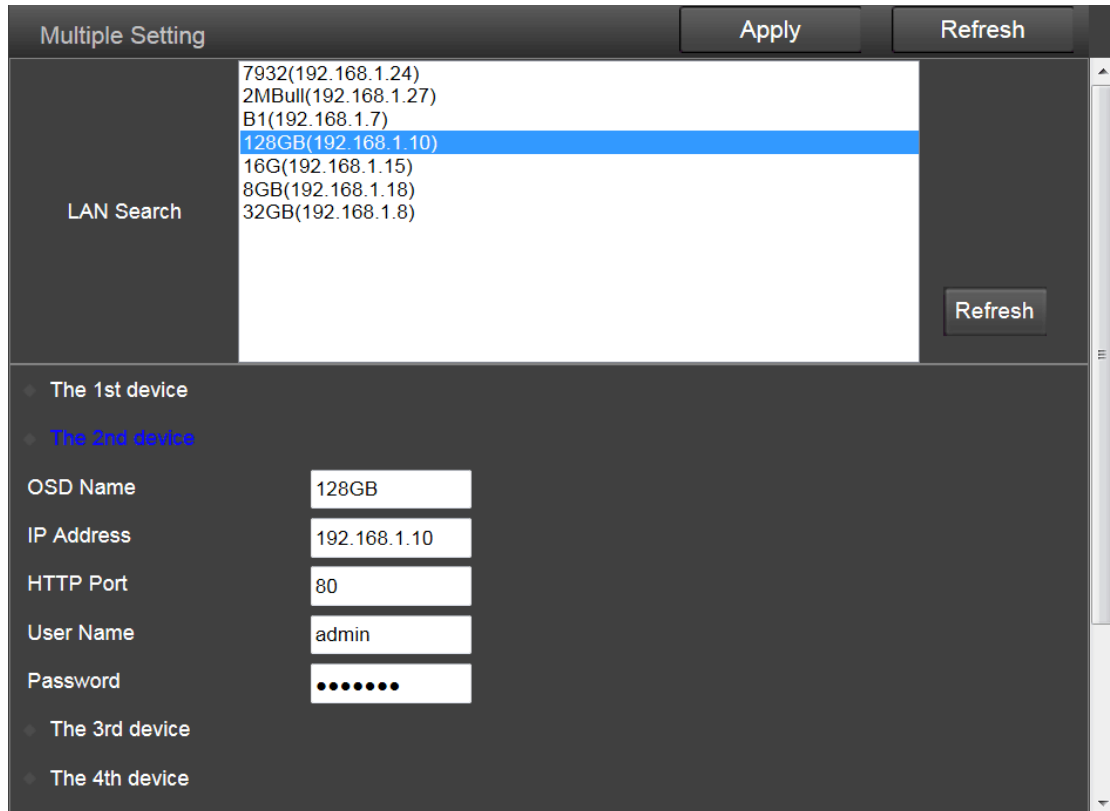 Multiple Setting Apply Refresh
7932(192.168.1.24)
2MBull(192.168.1.27)
B1(192.168.1.7)
128GB(192.168.1.10)
16G(192.168.1.15)
8GB(192.168.1.18)
32GB(192.168.1.8)
LAN Search
Refresh
The 1st device
The 2nd device
OSD Name 128GB
IP Address 192.168.1.10
HTTP Port 80
User Name admin
Password •••••••
The 3rd device
The 4th device